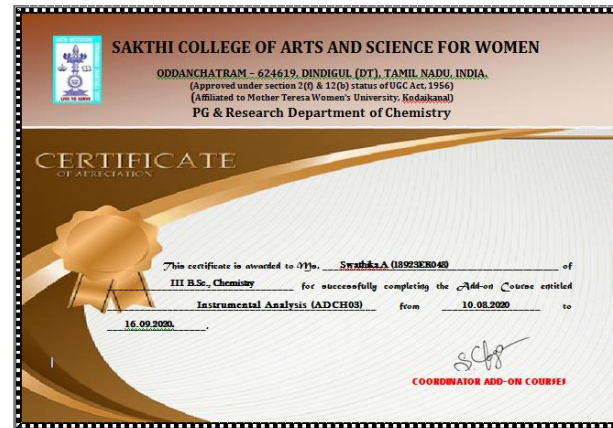 SAKTHI COLLEGE OF ARTS AND SCIENCE FOR WOMEN
ODDANCHATRAM – 624619, DINDIGUL (DT), TAMIL NADU, INDIA.
(Approved under section 2(f) & 12(b) status of UGC Act, 1956)
(Affiliated to Mother Teresa Women's University, Kodaikanal)
PG & Research Department of Chemistry
LIVE TO SERVE
CERTIFICATE
OF APRECIATION
This certificate is awarded to Ms. Swathika.A (18923ER048) of
III B.Sc., Chemistry for successfully completing the Add-on Course entitled
Instrumental Analysis (ADCH03) from 10.08.2020 to
16.09.2020.
COORDINATOR ADD-ON COURSES